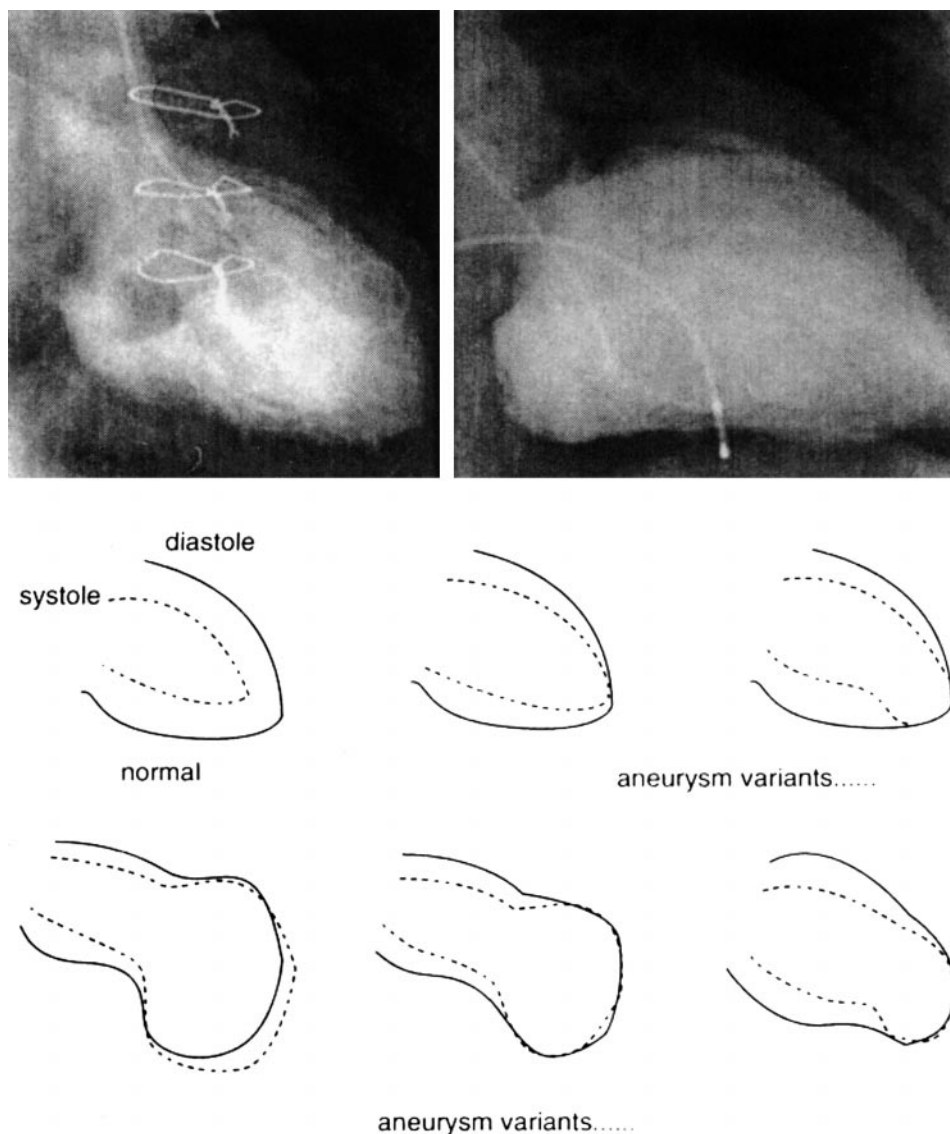 diastole
systole
normal
aneurysm variants......
aneurysm variants......